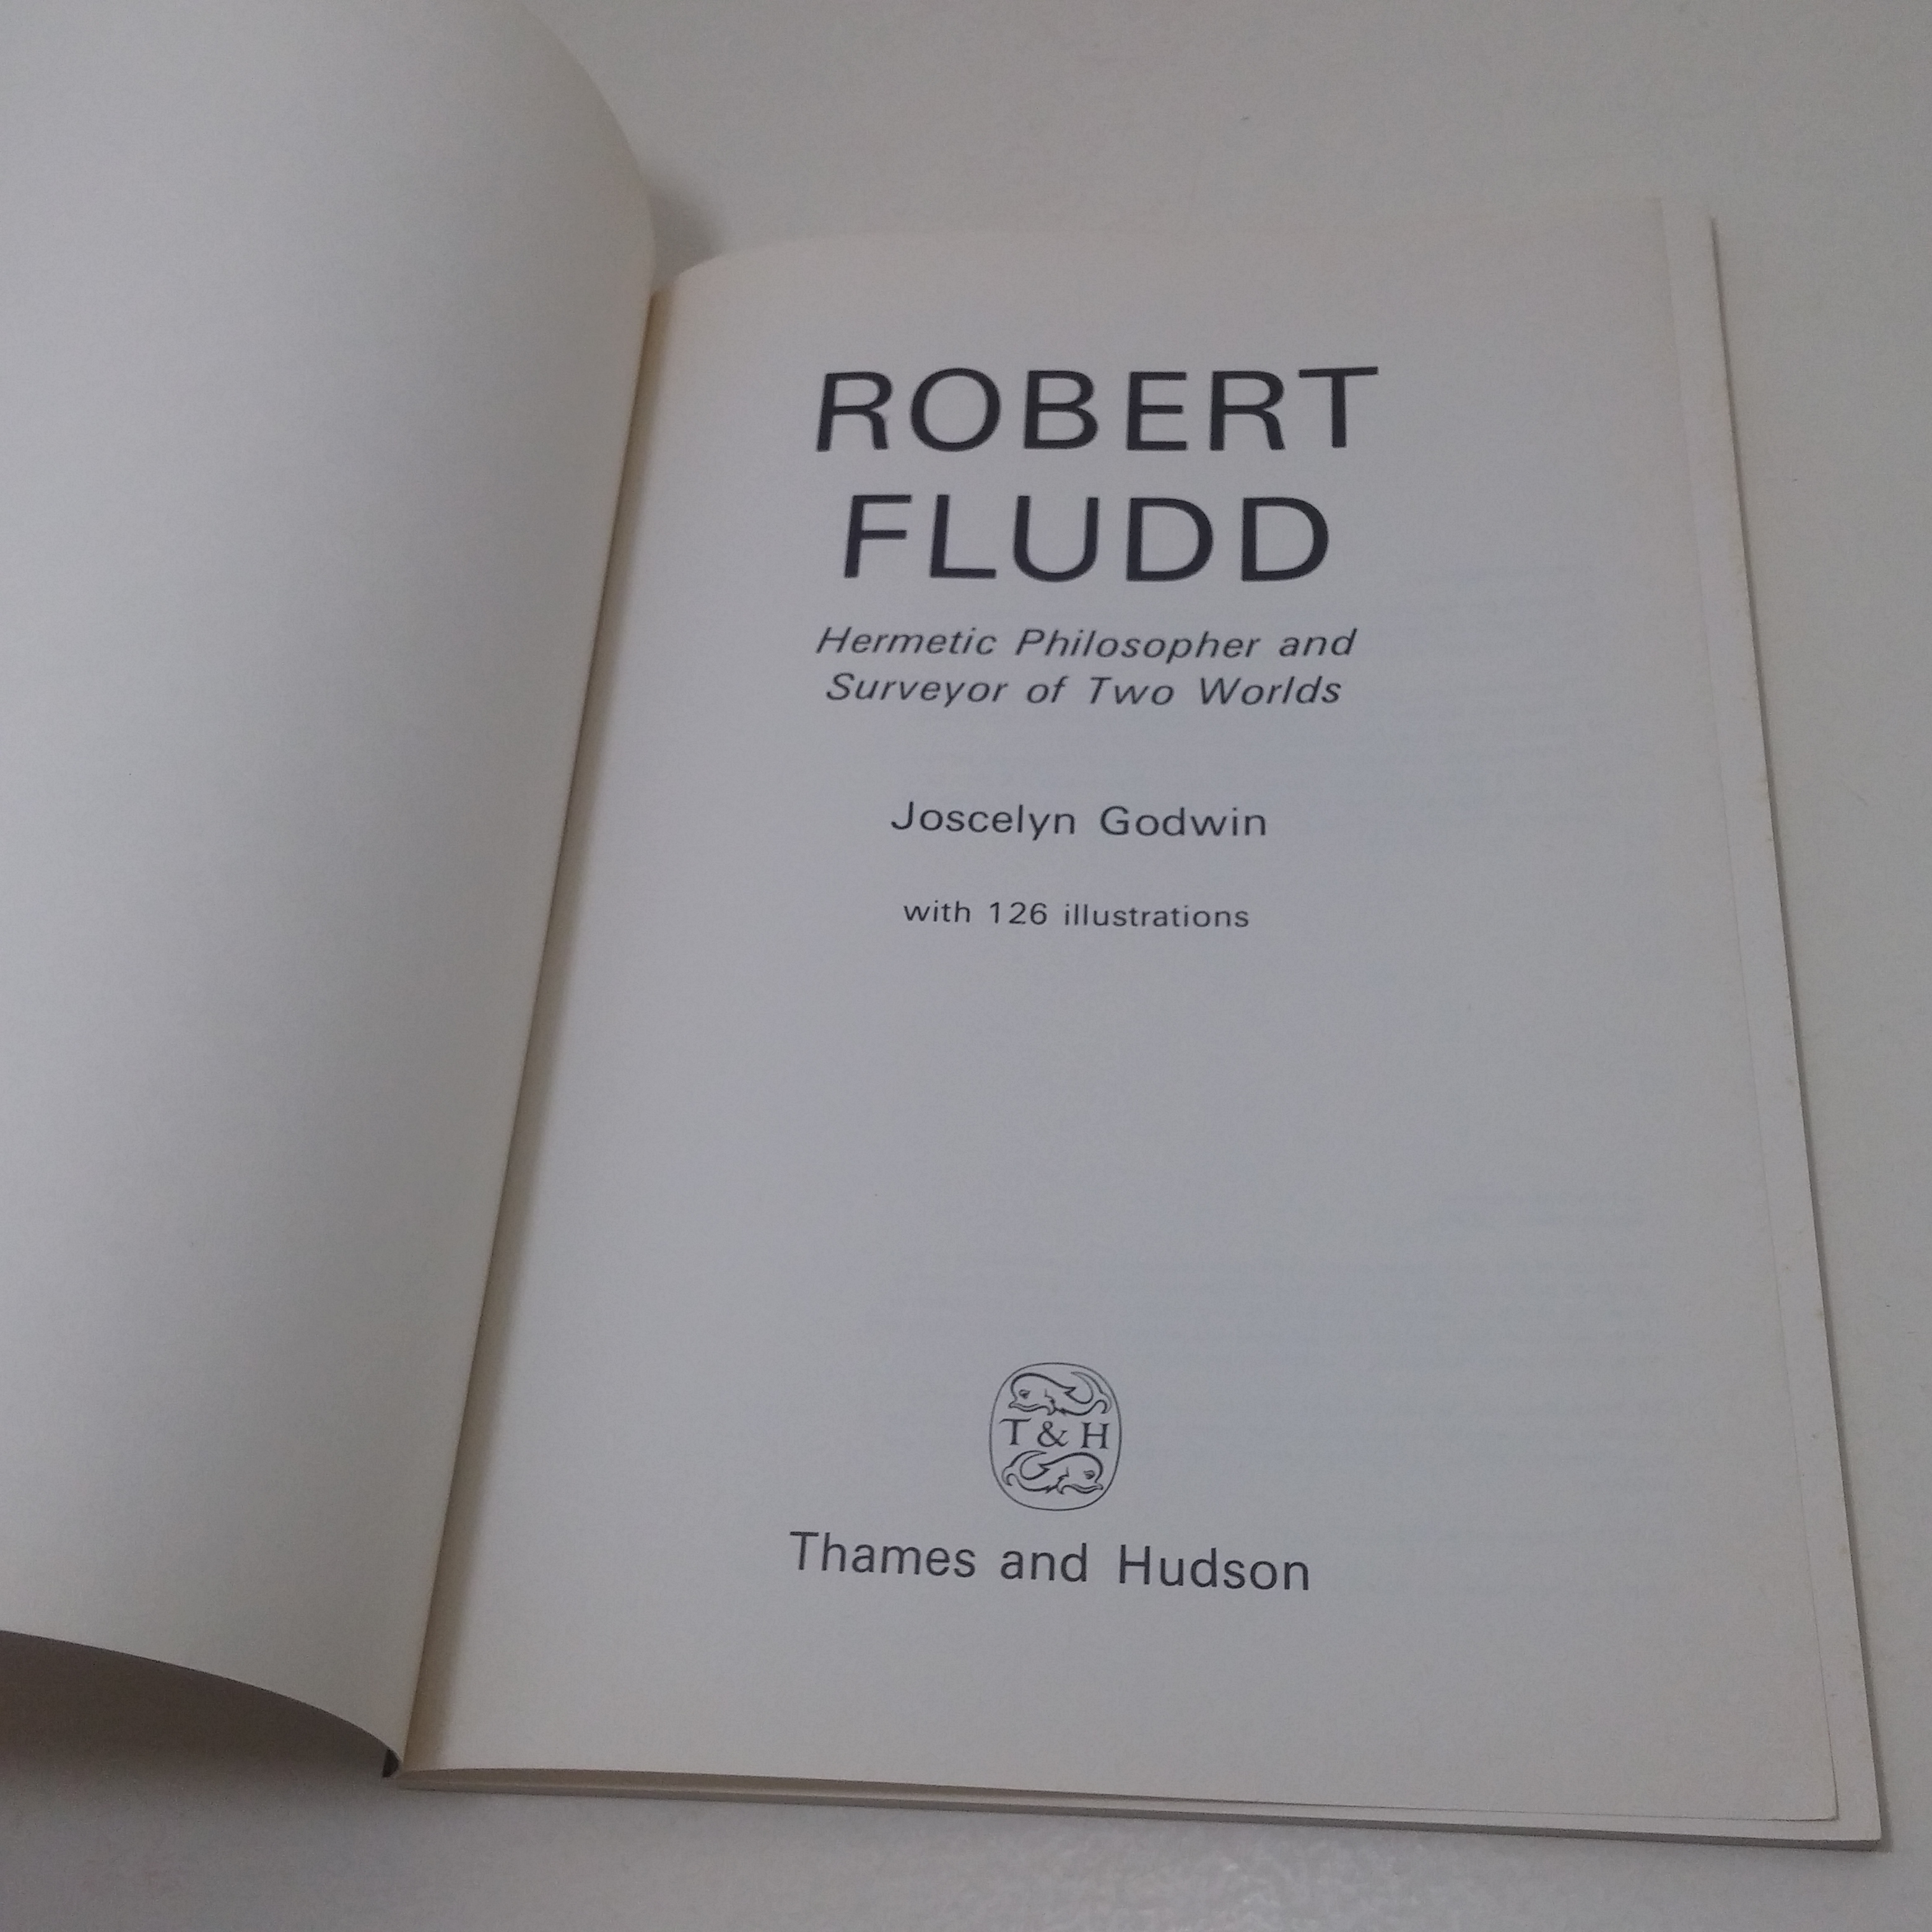 ROBERT
FLUDD
Hermetic Philosopher and
Surveyor of Two Worlds
Joscelyn Godwin
with 126 illustrations
T & H
Thames and Hudson